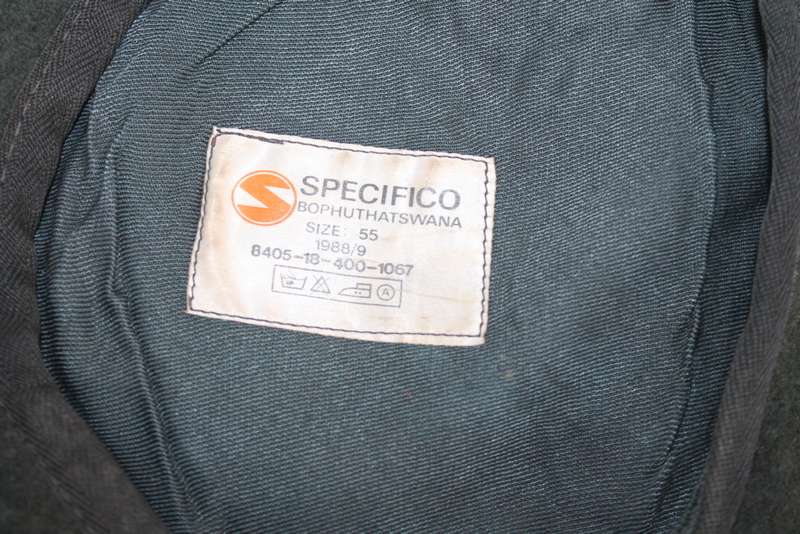 SPECIFICO
BOPHUTHATSWANA
SIZE: 55
1988/9
8405-18-400-1067
A